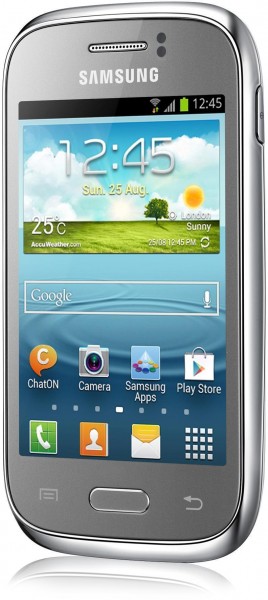 SAMSUNG
12:45
12:45
Sun. 25 Aug.
25°C
AccuWeather.com
London
Sunny
25/08 12:45 PM
Google
ChatON
Camera
Samsung
Apps
Play Store